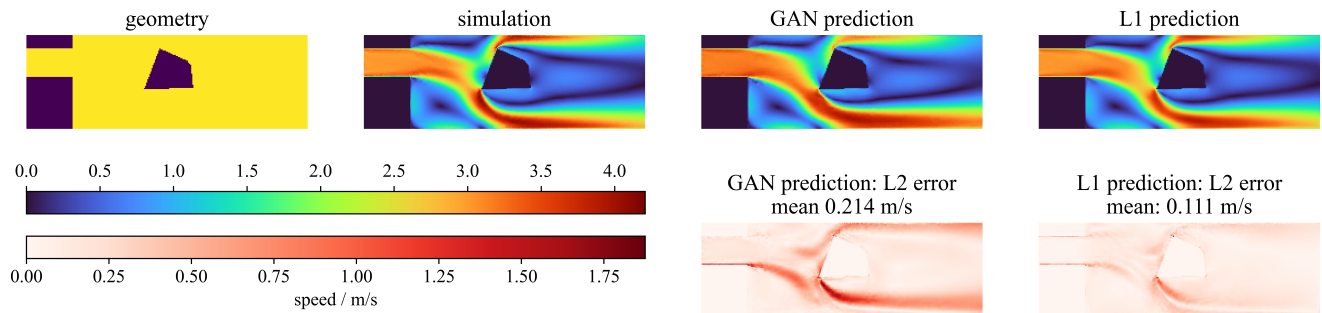 geometry
simulation
GAN prediction
L1 prediction
0.0 0.5 1.0 1.5 2.0 2.5 3.0 3.5 4.0
GAN prediction: L2 error
mean 0.214 m/s
L1 prediction: L2 error
mean: 0.111 m/s
0.00 0.25 0.50 0.75 1.00 1.25 1.50 1.75
speed / m/s